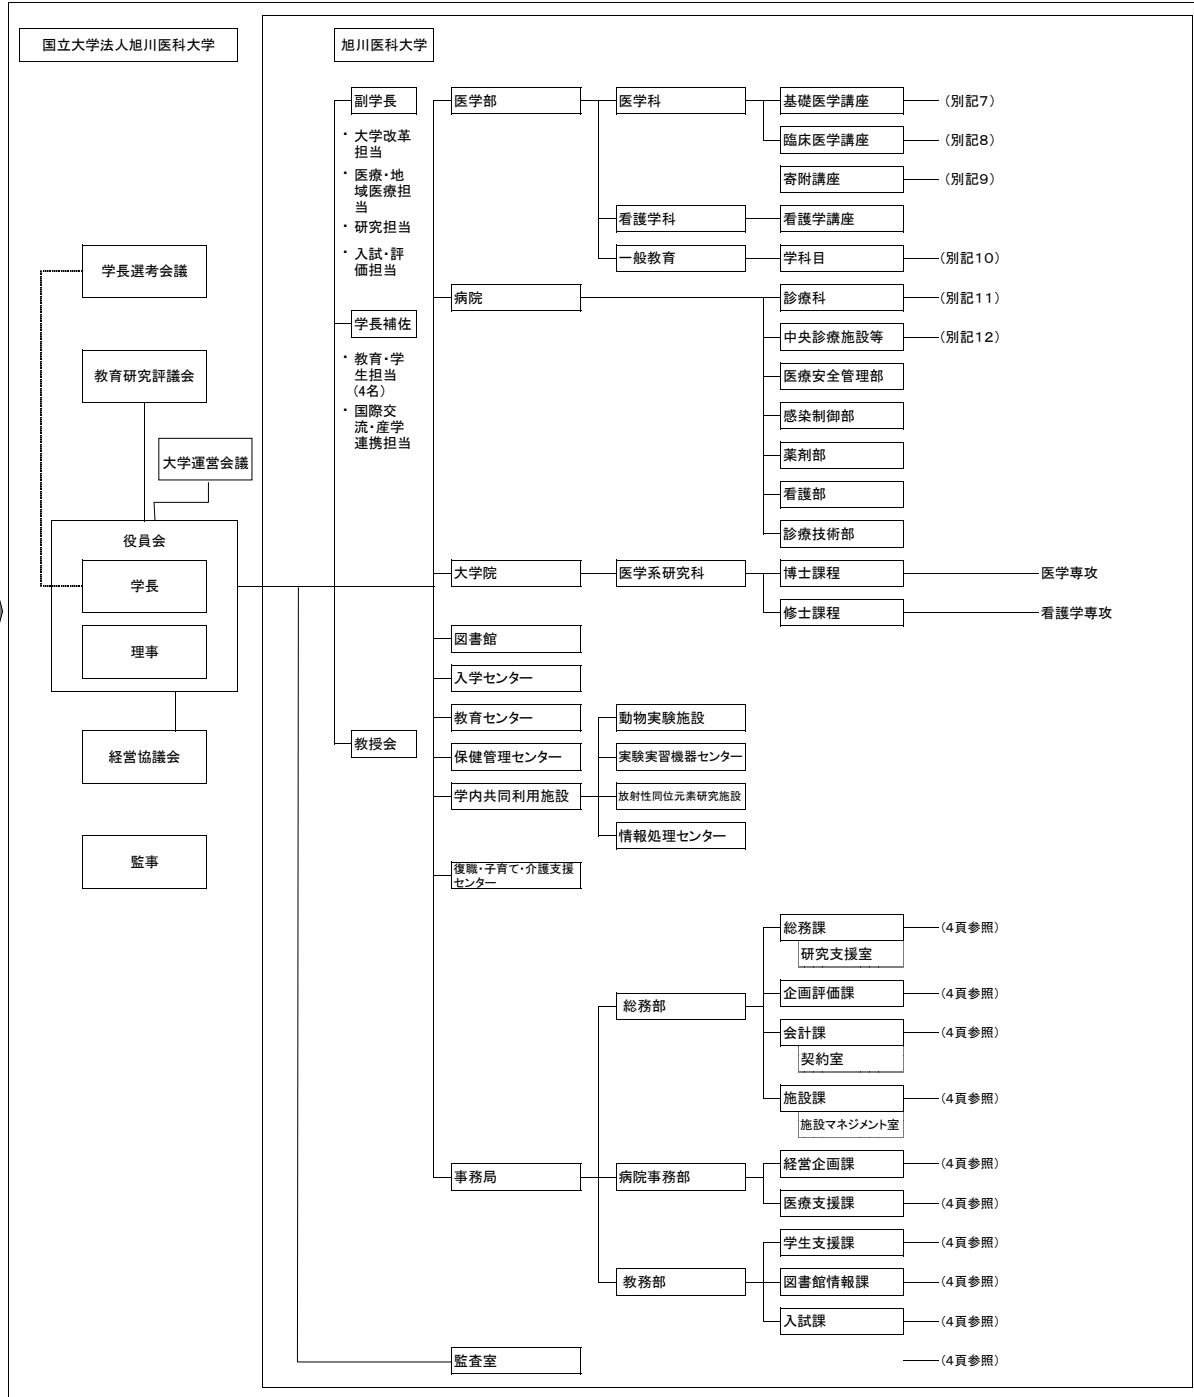 国立大学法人旭川医科大学
旭川医科大学
副学長
・ 大学改革
担当
・ 医療・地
域医療担
当
・ 研究担当
・ 入試・評
価担当
学長補佐
・ 教育・学
生担当
(4名)
・ 国際交
流・産学
連携担当
教授会
学長選考会議
教育研究評議会
大学運営会議
役員会
学長
理事
経営協議会
監事
医学部
医学科
基礎医学講座
(別記7)
臨床医学講座
(別記8)
寄附講座
(別記9)
看護学科
看護学講座
一般教育
学科目
(別記10)
病院
診療科
(別記11)
中央診療施設等
(別記12)
医療安全管理部
感染制御部
薬剤部
看護部
診療技術部
大学院
医学系研究科
博士課程
医学専攻
修士課程
看護学専攻
図書館
入学センター
教育センター
保健管理センター
学内共同利用施設
動物実験施設
実験実習機器センター
放射性同位元素研究施設
情報処理センター
復職・子育て・介護支援
センター
事務局
総務部
総務課
(4頁参照)
研究支援室
企画評価課
(4頁参照)
会計課
(4頁参照)
契約室
施設課
(4頁参照)
施設マネジメント室
病院事務部
経営企画課
(4頁参照)
医療支援課
(4頁参照)
教務部
学生支援課
(4頁参照)
図書館情報課
(4頁参照)
入試課
(4頁参照)
監査室
(4頁参照)